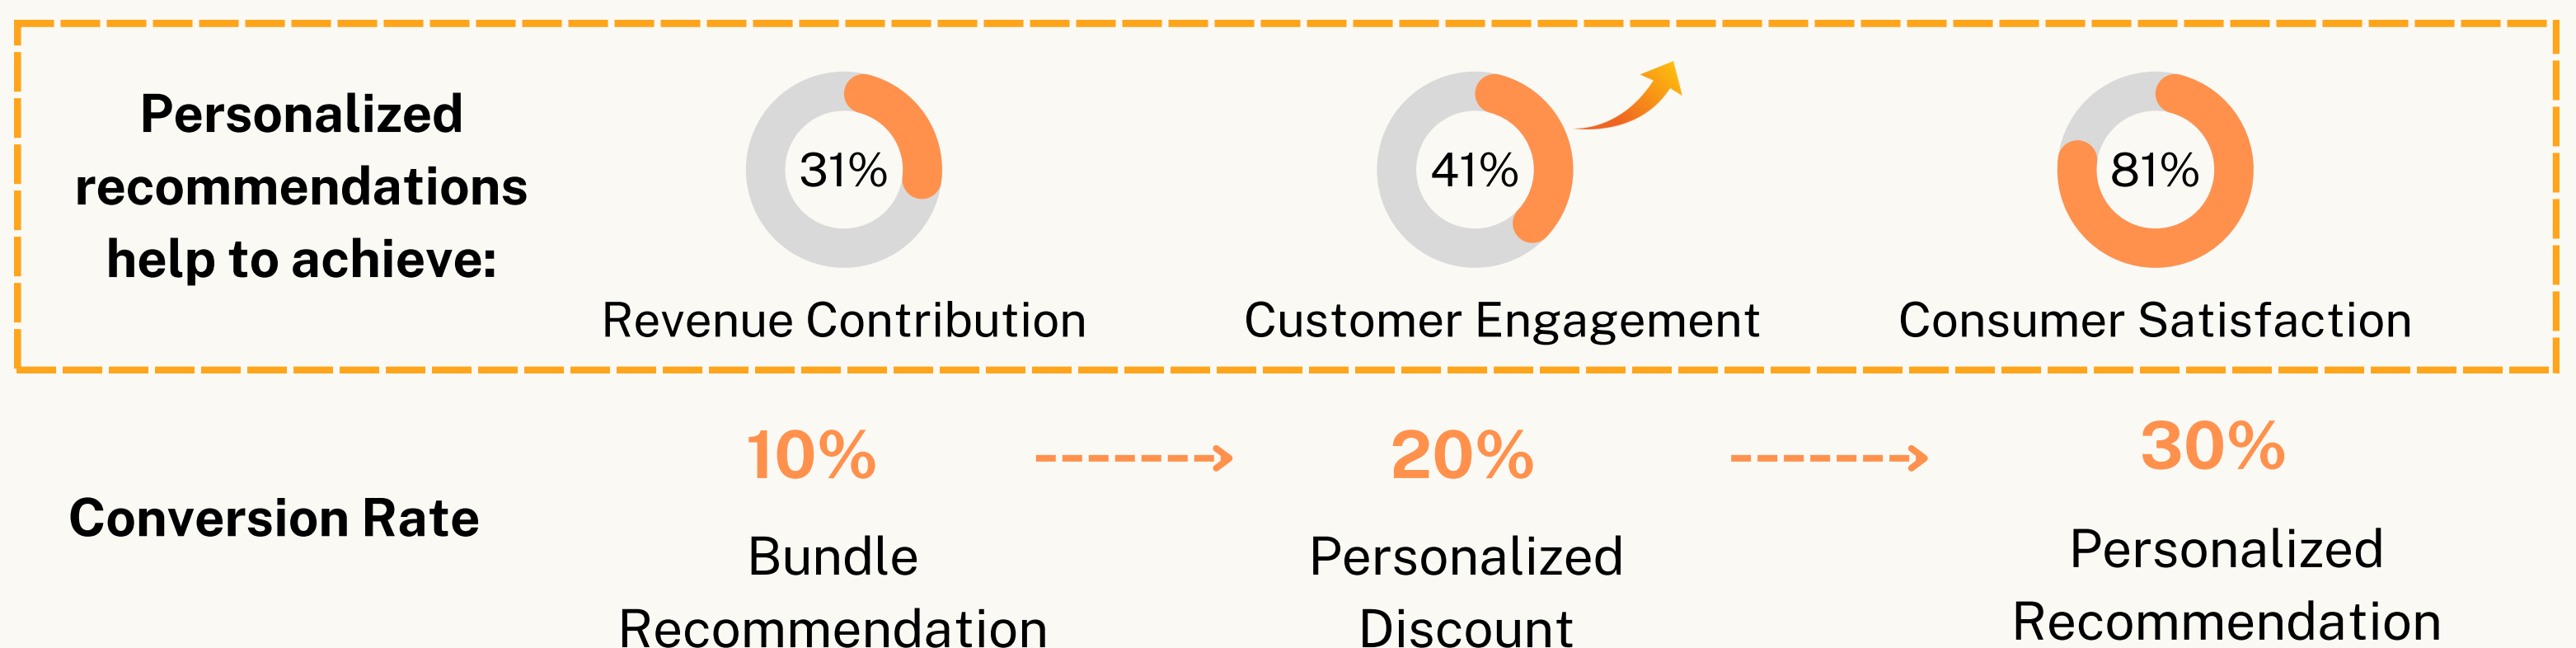 Personalized
recommendations
help to achieve:
31%
Revenue Contribution
41%
Customer Engagement
81%
Consumer Satisfaction
Conversion Rate
10%
Bundle
Recommendation
20%
Personalized
Discount
30%
Personalized
Recommendation